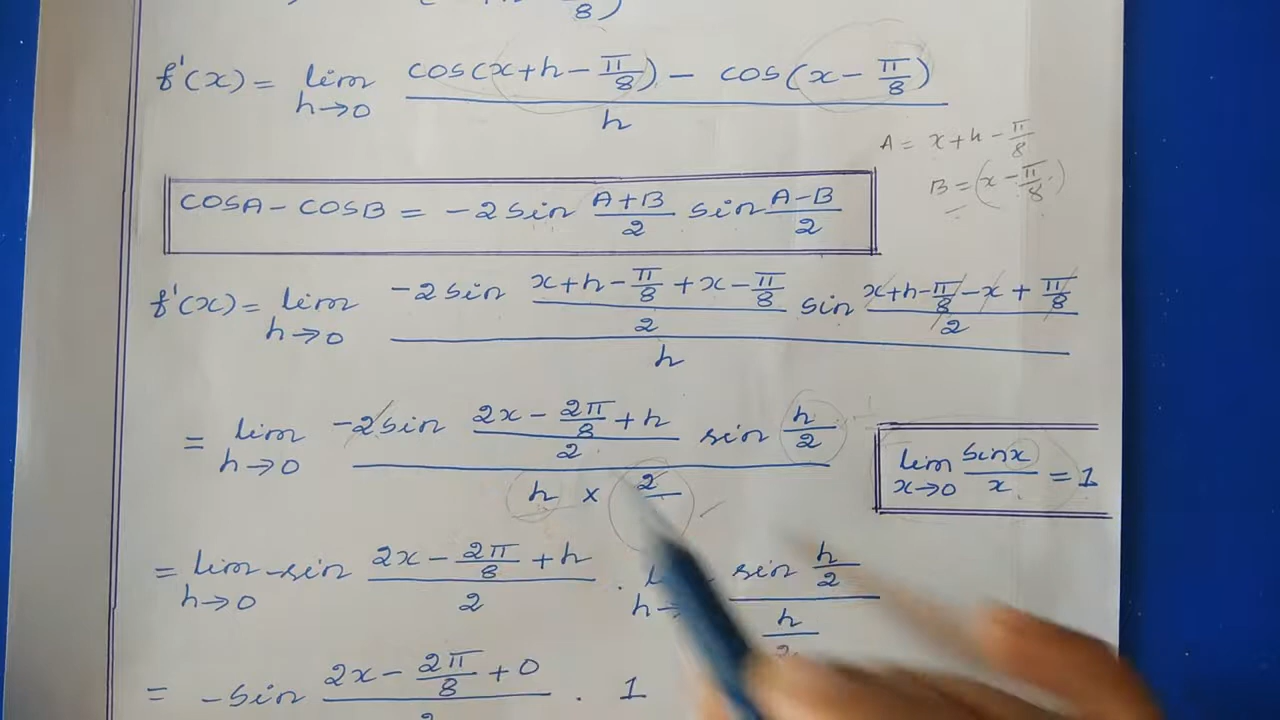 π/8)
f'(x) = lim h→0 (cos(x+h-π/8) - cos(x-π/8))/h
A = x+h-π/8
B = (x-π/8)
cosA - cosB = -2 sin (A+B)/2 sin (A-B)/2
f'(x) = lim h→0 (-2 sin (x+h-π/8+x-π/8)/2 sin (x+h-π/8-x+π/8)/2)/h
= lim h→0 (-2 sin (2x-2π/8+h)/2 sin h/2)/(h × 2/
lim x→0 sin x/x = 1
= lim h→0 -sin (2x-2π/8+h)/2 . h→ (sin h/2)/(h/2)
= -sin (2x-2π/8+0)/2 . 1